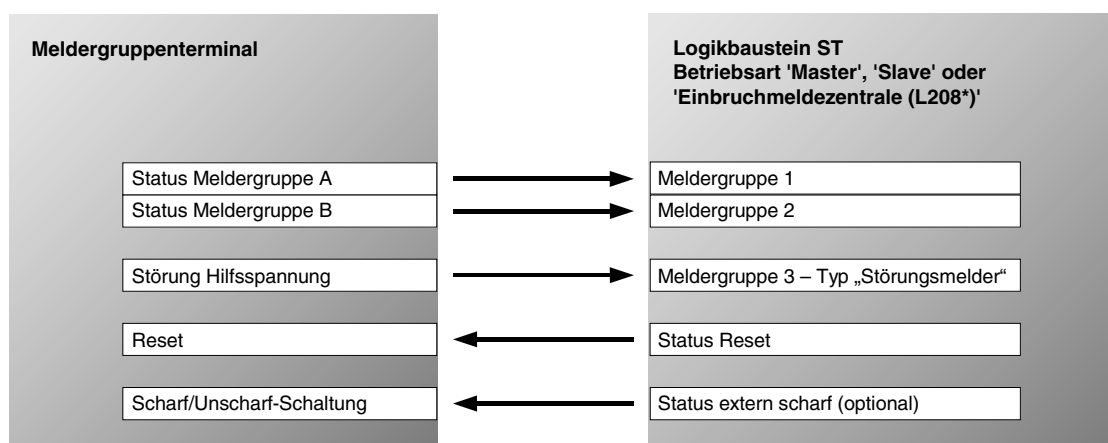 Meldergruppenterminal
Logikbaustein ST
Betriebsart 'Master', 'Slave' oder
'Einbruchmeldezentrale (L208*)'
Status Meldergruppe A
Meldergruppe 1
Status Meldergruppe B
Meldergruppe 2
Störung Hilfsspannung
Meldergruppe 3 – Typ „Störungsmelder“
Reset
Status Reset
Scharf/Unscharf-Schaltung
Status extern scharf (optional)